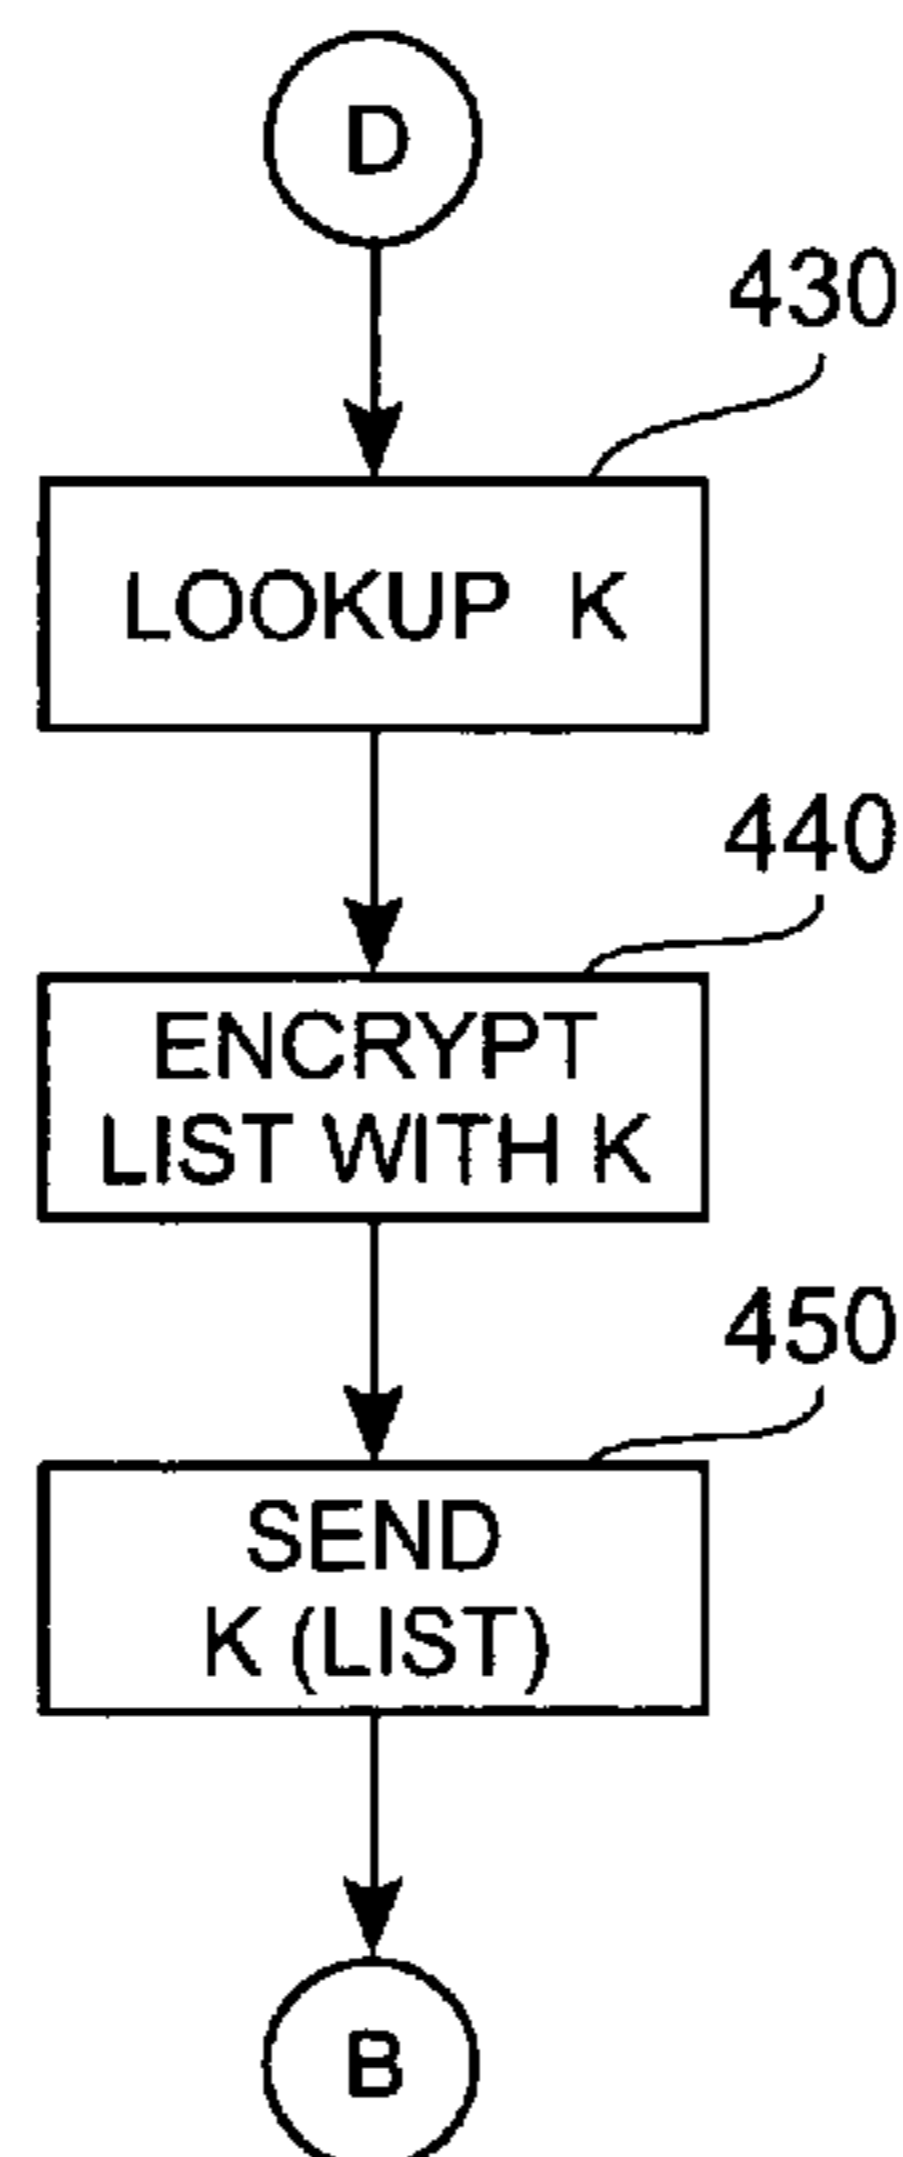 D
430
LOOKUP K
440
ENCRYPT
LIST WITH K
450
SEND
K (LIST)
B